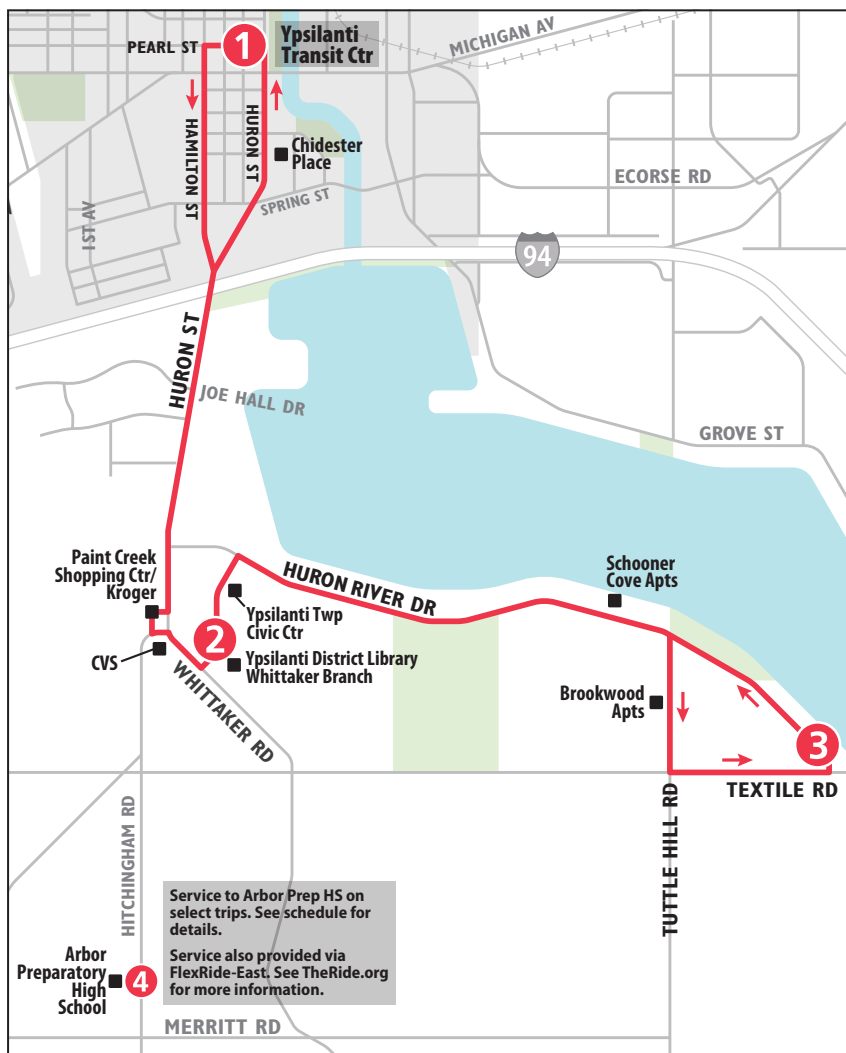 PEARL ST
1
Ypsilanti
Transit Ctr
MICHIGAN AV
HAMILTON ST
HURON ST
Chidester
Place
ECORSE RD
1ST AV
SPRING ST
94
HURON ST
JOE HALL DR
GROVE ST
Paint Creek
Shopping Ctr/
Kroger
HURON RIVER DR
Schooner
Cove Apts
Ypsilanti Twp
Civic Ctr
2
CVS
Ypsilanti District Library
Whittaker Branch
WHITTAKER RD
Brookwood
Apts
3
TEXTILE RD
HITCHINGHAM RD
TUTTLE HILL RD
Service to Arbor Prep HS on
select trips. See schedule for
details.
Service also provided via
FlexRide-East. See TheRide.org
for more information.
Arbor
Preparatory
High
School
4
MERRITT RD